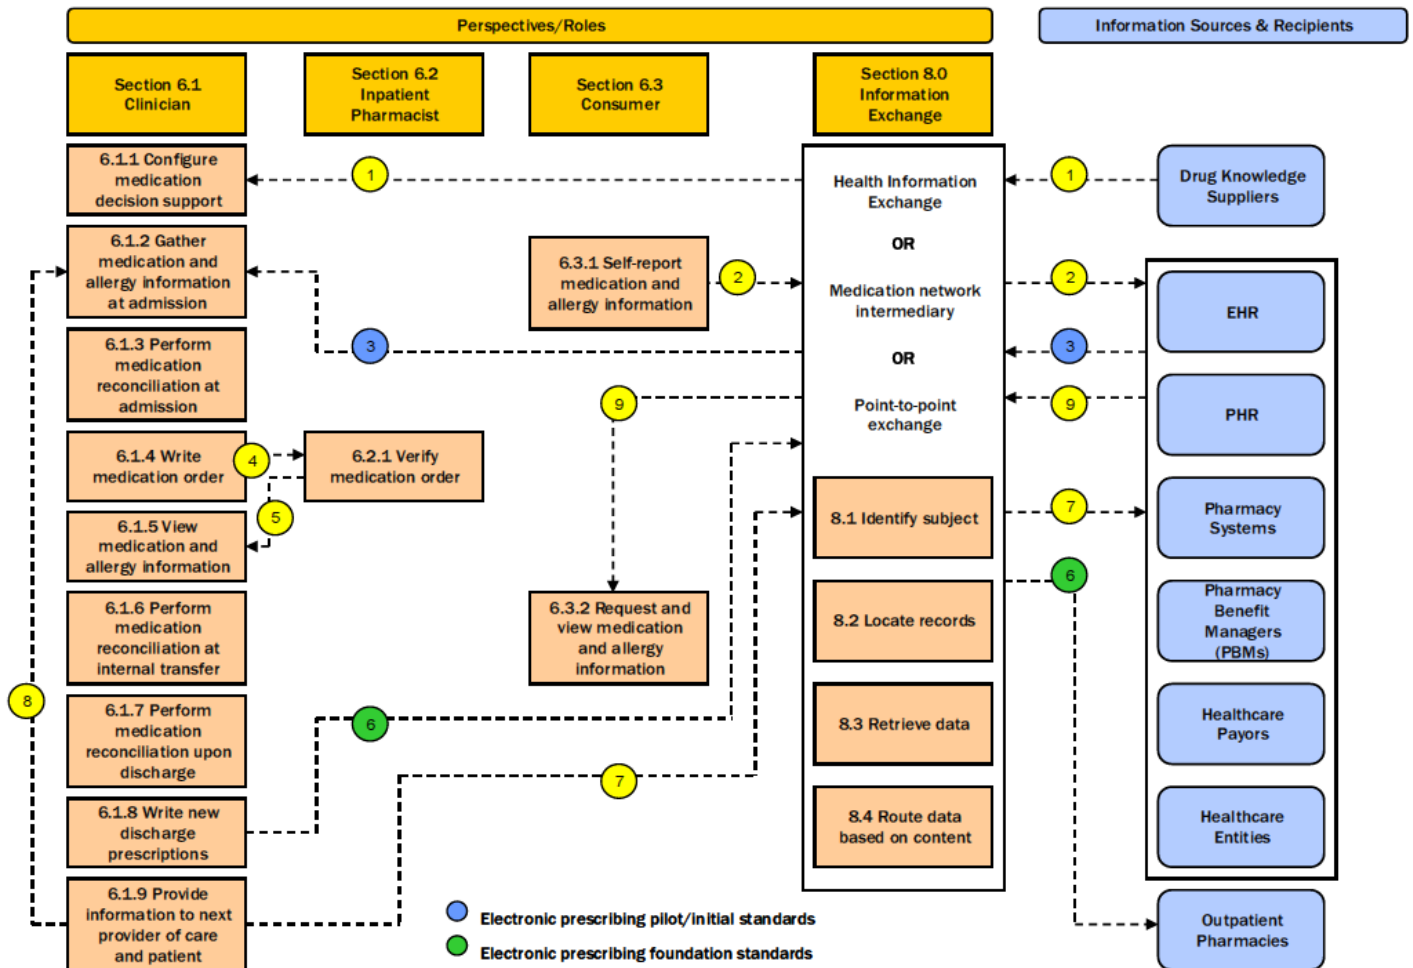 Perspectives/Roles
Information Sources & Recipients
Section 6.1
Clinician
Section 6.2
Inpatient
Pharmacist
Section 6.3
Consumer
Section 8.0
Information
Exchange
6.1.1 Configure
medication
decision support
1
Health Information
Exchange
1
Drug Knowledge
Suppliers
6.1.2 Gather
medication and
allergy information
at admission
OR
6.3.1 Self-report
medication and
allergy information
2
Medication network
intermediary
2
EHR
6.1.3 Perform
medication
reconciliation at
admission
3
OR
3
9
Point-to-point
exchange
9
PHR
6.1.4 Write
medication order
4
6.2.1 Verify
medication order
5
6.1.5 View
medication and
allergy information
8.1 Identify subject
7
Pharmacy
Systems
6
6.1.6 Perform
medication
reconciliation at
internal transfer
6.3.2 Request and
view medication
and allergy
information
8.2 Locate records
Pharmacy
Benefit
Managers
(PBMs)
8
6.1.7 Perform
medication
reconciliation upon
discharge
6
8.3 Retrieve data
Healthcare
Payors
7
6.1.8 Write new
discharge
prescriptions
8.4 Route data
based on content
Healthcare
Entities
6.1.9 Provide
information to next
provider of care
and patient
Electronic prescribing pilot/initial standards
Electronic prescribing foundation standards
Outpatient
Pharmacies